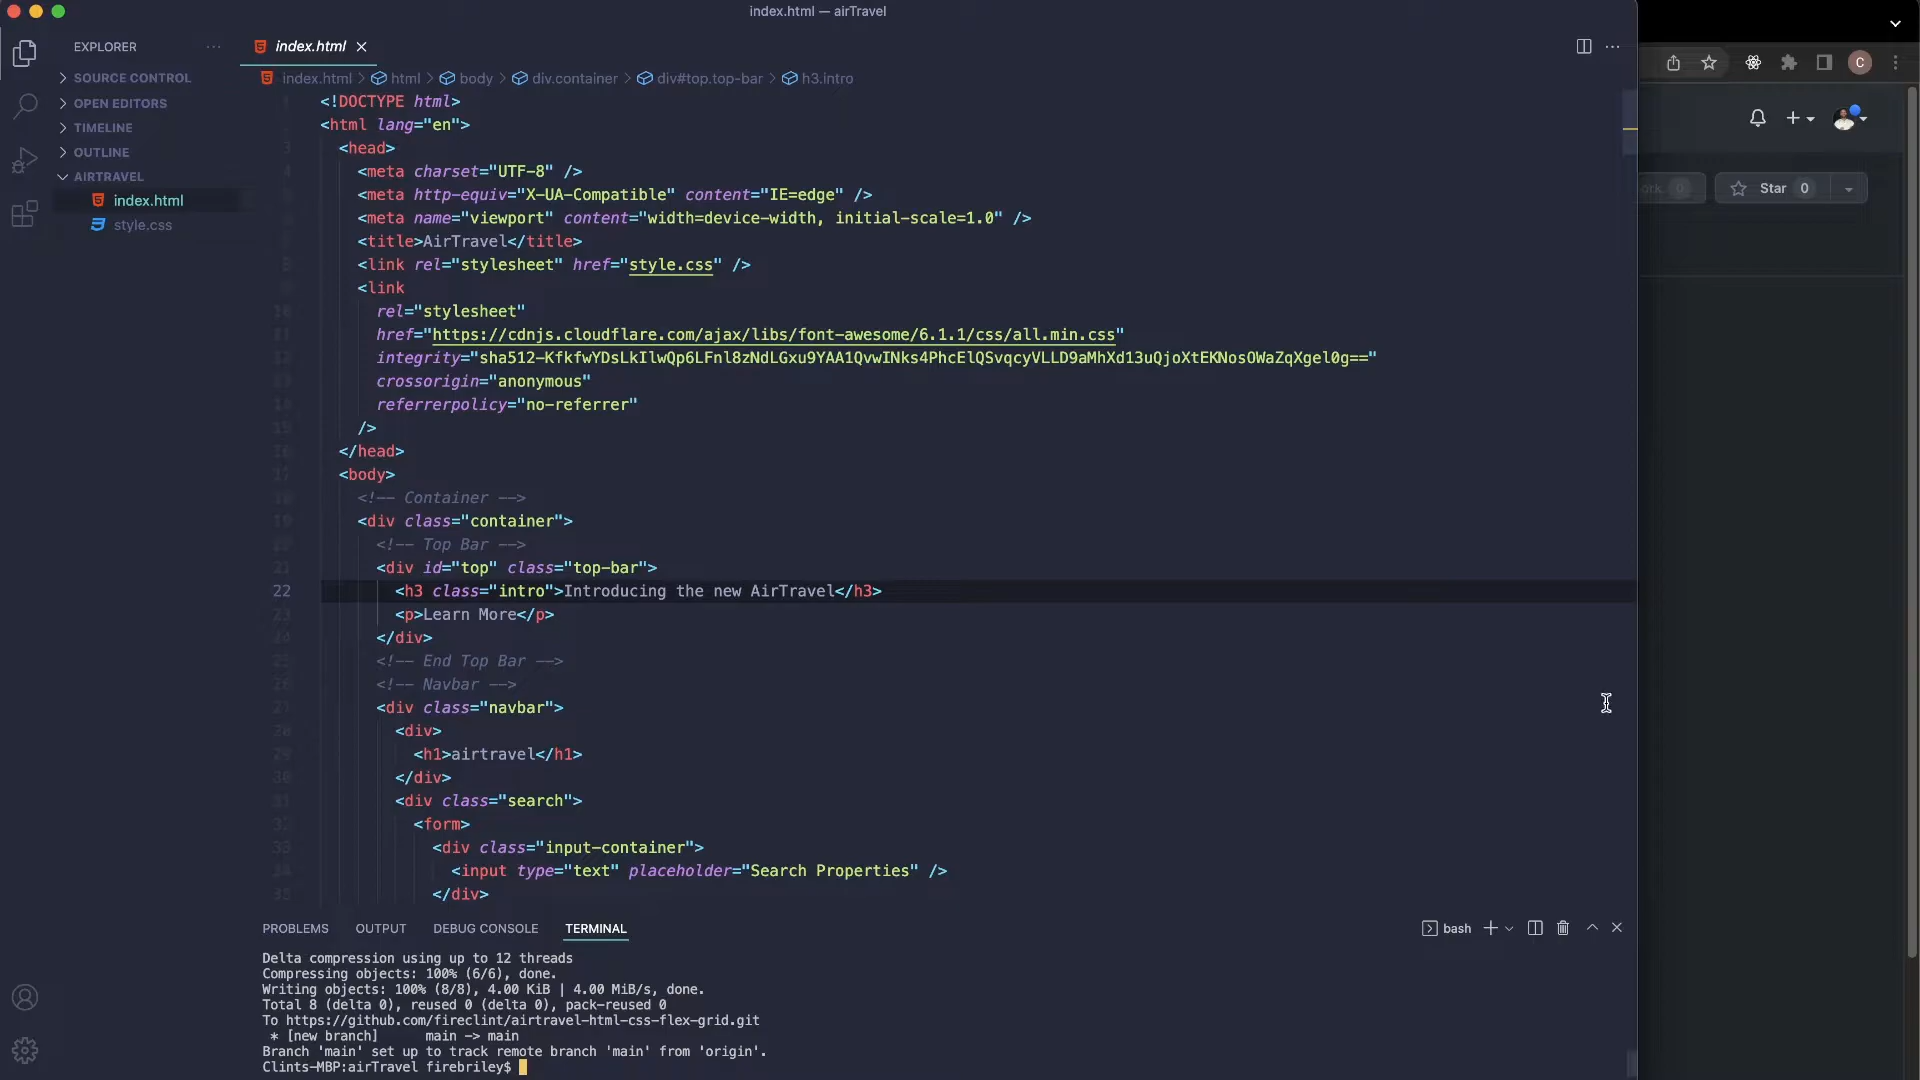 index.html — airTravel
EXPLORER
SOURCE CONTROL
OPEN EDITORS
TIMELINE
OUTLINE
AIRTRAVEL
index.html
style.css
index.html
index.html > html > body > div.container > div#top.top-bar > h3.intro
<!DOCTYPE html>
<html lang="en">
<head>
<meta charset="UTF-8" />
<meta http-equiv="X-UA-Compatible" content="IE=edge" />
<meta name="viewport" content="width=device-width, initial-scale=1.0" />
<title>AirTravel</title>
<link rel="stylesheet" href="style.css" />
<link
rel="stylesheet"
href="https://cdnjs.cloudflare.com/ajax/libs/font-awesome/6.1.1/css/all.min.css"
integrity="sha512-KfkfwYDsLkIlwQp6LFnl8zNdLGxu9YAA1QvwINks4PhcElQSvqcyVLLD9aMhXd13uQjoXtEKNosOWaZqXgel0g=="
crossorigin="anonymous"
referrerpolicy="no-referrer"
/>
</head>
<body>
<!-- Container -->
<div class="container">
<!-- Top Bar -->
<div id="top" class="top-bar">
22 <h3 class="intro">Introducing the new AirTravel</h3>
<p>Learn More</p>
</div>
<!-- End Top Bar -->
<!-- Navbar -->
<div class="navbar">
<div>
<h1>airtravel</h1>
</div>
<div class="search">
<form>
<div class="input-container">
<input type="text" placeholder="Search Properties" />
</div>
PROBLEMS OUTPUT DEBUG CONSOLE TERMINAL
bash
Delta compression using up to 12 threads
Compressing objects: 100% (6/6), done.
Writing objects: 100% (8/8), 4.00 KiB | 4.00 MiB/s, done.
Total 8 (delta 0), reused 0 (delta 0), pack-reused 0
To https://github.com/fireclint/airtravel-html-css-flex-grid.git
* [new branch] main -> main
Branch 'main' set up to track remote branch 'main' from 'origin'.
Clints-MBP:airTravel firebriley$
C
Star 0